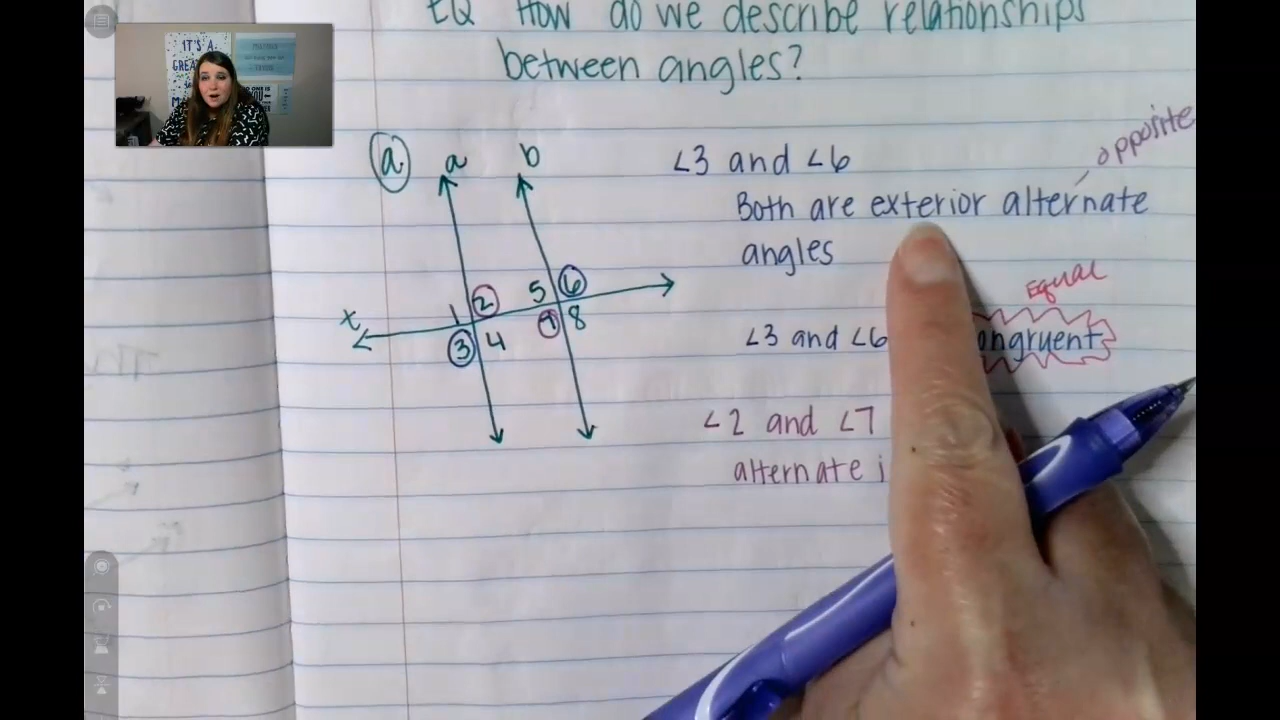 EQ How do we describe relationships
between angles?
opposite
a a b
∠3 and ∠6
Both are exterior alternate
angles
Equal
1 2 5 6
t
3 4 7 8
∠3 and ∠6 ongruent
∠2 and ∠7
alternate i
IT'S A